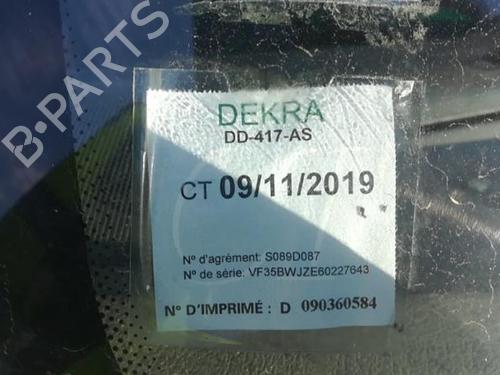 B-PARTS
DEKRA
DD-417-AS
CT 09/11/2019
N° d'agrément: S089D087
N° de série: VF35BWJZE60227643
N° D'IMPRIMÉ : D 090360584